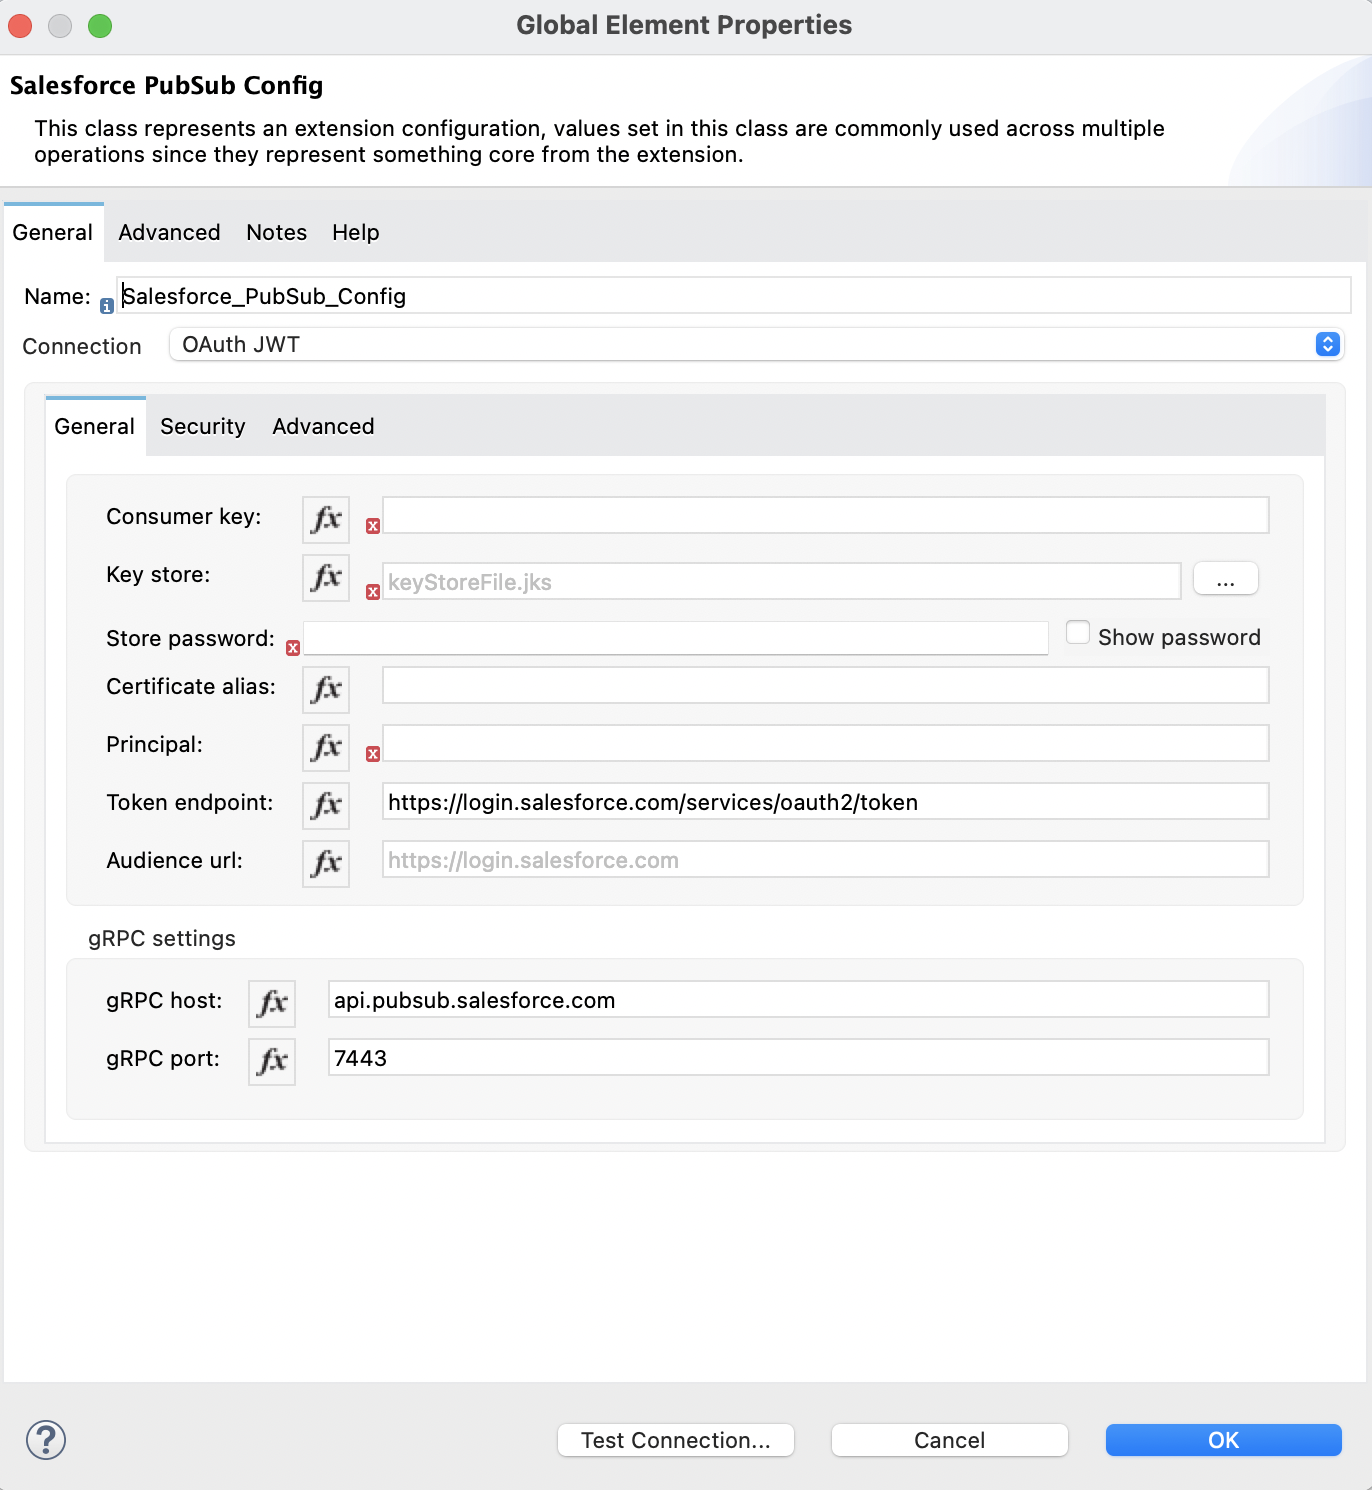 Global Element Properties
Salesforce PubSub Config
This class represents an extension configuration, values set in this class are commonly used across multiple
operations since they represent something core from the extension.
General Advanced Notes Help
Name: Salesforce_PubSub_Config
Connection OAuth JWT
General Security Advanced
Consumer key: fx
Key store: fx keyStoreFile.jks ...
Store password: Show password
Certificate alias: fx
Principal: fx
Token endpoint: fx https://login.salesforce.com/services/oauth2/token
Audience url: fx https://login.salesforce.com
gRPC settings
gRPC host: fx api.pubsub.salesforce.com
gRPC port: fx 7443
? Test Connection... Cancel OK